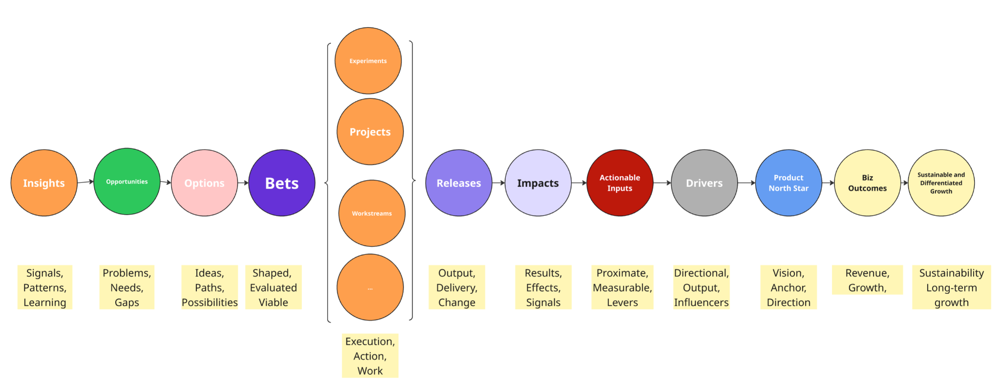 Experiments
Projects
Workstreams
...
Insights
Opportunities
Options
Bets
Releases
Impacts
Actionable
Inputs
Drivers
Product
North Star
Biz
Outcomes
Sustainable and
Differentiated
Growth
Signals,
Patterns,
Learning
Problems,
Needs,
Gaps
Ideas,
Paths,
Possibilities
Shaped,
Evaluated
Viable
Execution,
Action,
Work
Output,
Delivery,
Change
Results,
Effects,
Signals
Proximate,
Measurable,
Levers
Directional,
Output,
Influencers
Vision,
Anchor,
Direction
Revenue,
Growth,
Sustainability
Long-term
growth